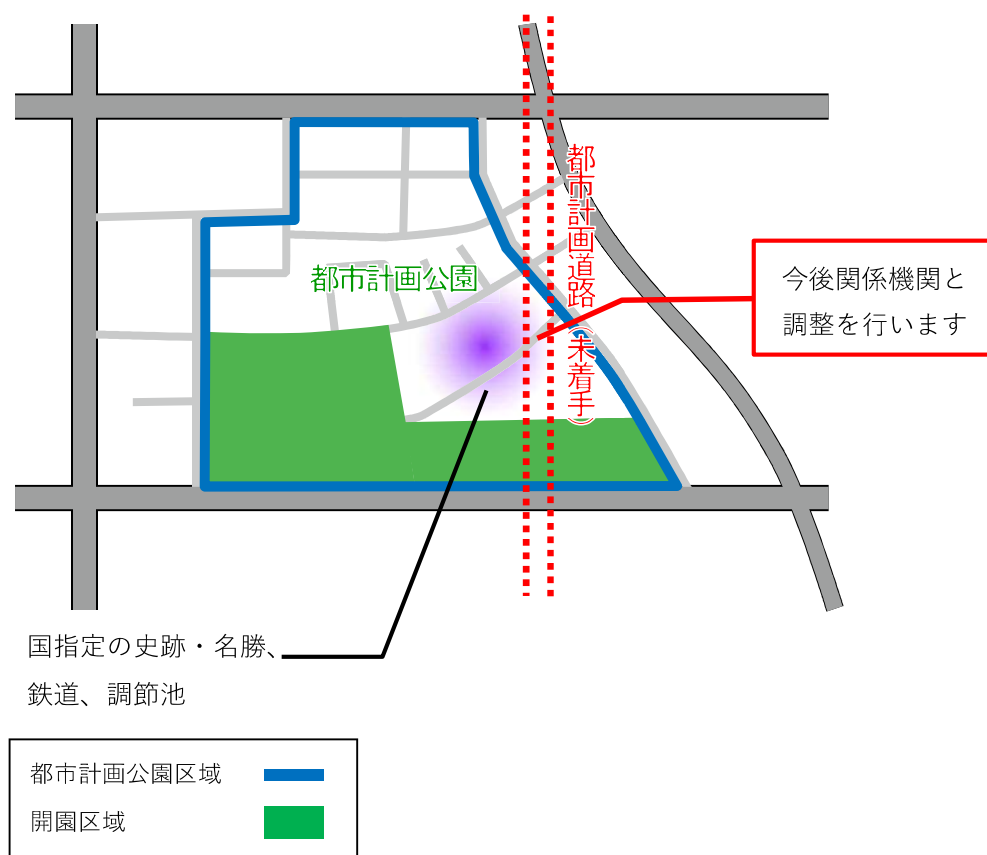 都市計画道路（未着手）
今後関係機関と
調整を行います
都市計画公園
国指定の史跡・名勝、
鉄道、調節池
都市計画公園区域
開園区域